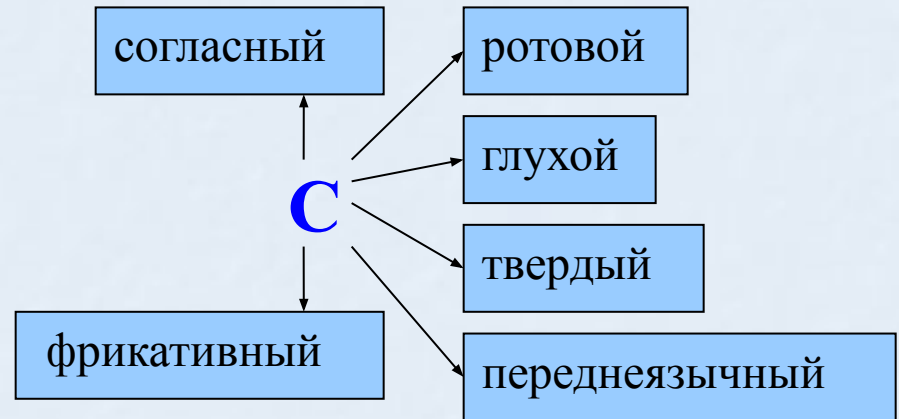 согласный
ротовой
глухой
С
твердый
фрикативный
переднеязычный